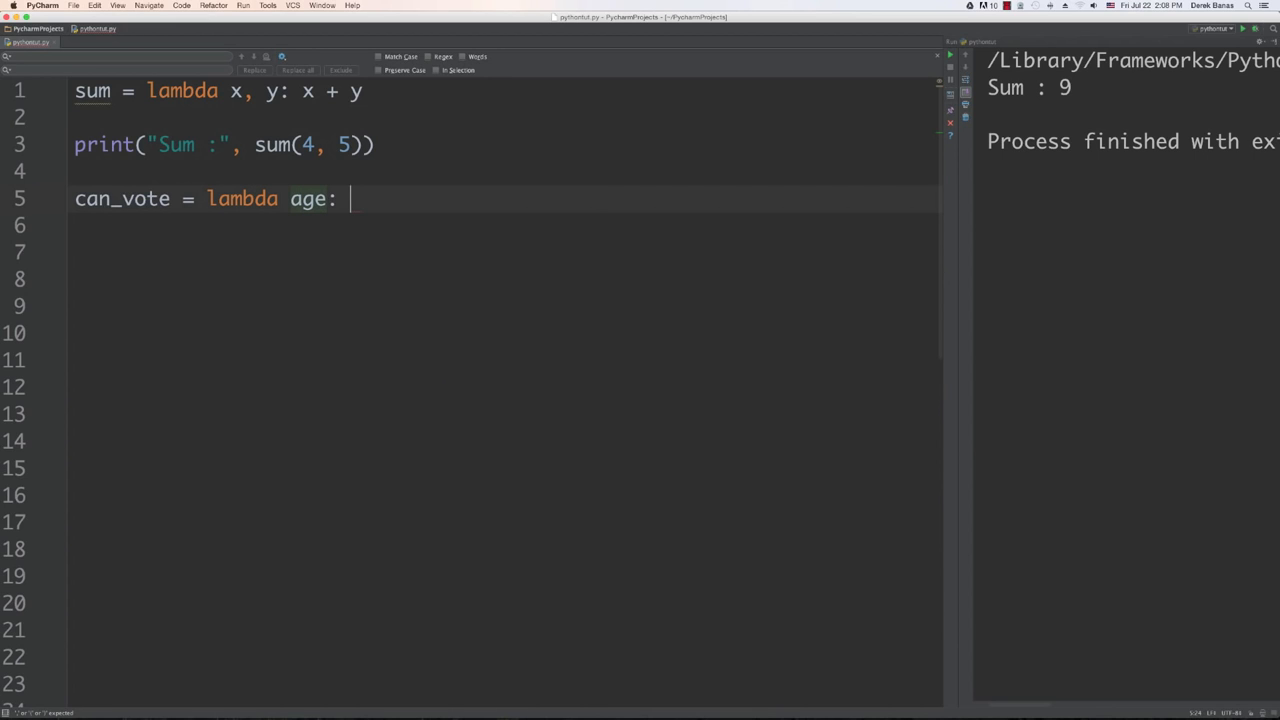 PyCharm File Edit View Navigate Code Refactor Run Tools VCS Window Help
10 Fri Jul 22 2:08 PM Derek Banas
pythontut.py - PycharmProjects - [~/PycharmProjects]
PycharmProjects pythontut.py
pythontut
pythontut.py
Run pythontut
Match Case Regex Words
Replace Replace all Exclude Preserve Case In Selection
1 sum = lambda x, y: x + y
2
3 print("Sum :", sum(4, 5))
4
5 can_vote = lambda age:
6
7
8
9
10
11
12
13
14
15
16
17
18
19
20
21
22
23
24
/Library/Frameworks/Pytho
Sum : 9
Process finished with exi
5:24 LF÷ UTF-8÷